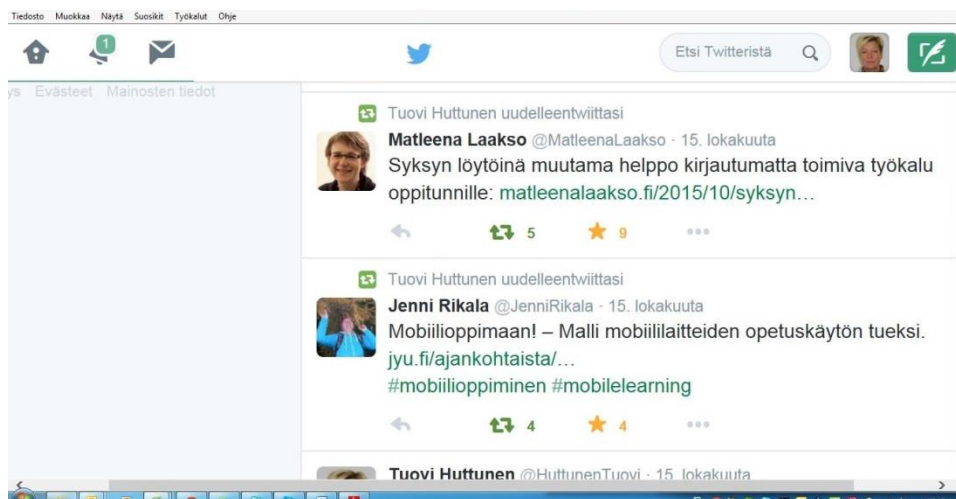 Tiedosto Muokkaa Näytä Suosikit Työkalut Ohje
1
Etsi Twitteristä
ys Evästeet Mainosten tiedot
Tuovi Huttunen uudelleentwiittasi
Matleena Laakso @MatleenaLaakso · 15. lokakuuta
Syksyn löytöinä muutama helppo kirjautumatta toimiva työkalu
oppitunnille: matleenalaakso.fi/2015/10/syksyn…
5 9
Tuovi Huttunen uudelleentwiittasi
Jenni Rikala @JenniRikala · 15. lokakuuta
Mobiilioppimaan! – Malli mobiililaitteiden opetuskäytön tueksi.
jyu.fi/ajankohtaista/…
#mobiilioppiminen #mobilelearning
4 4
Tuovi Huttunen @HuttunenTuovi · 15. lokakuuta